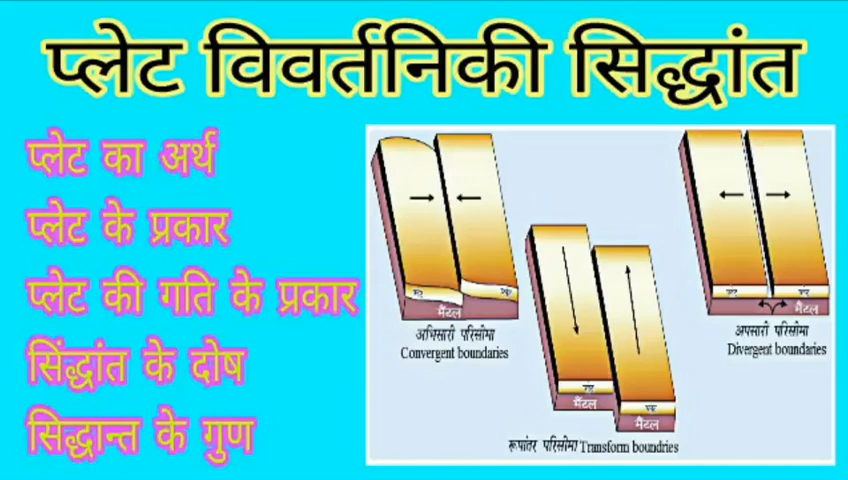 प्लेट विवर्तनिकी सिद्धांत
प्लेट का अर्थ
प्लेट के प्रकार
प्लेट की गति के प्रकार
सिंद्धांत के दोष
सिद्धान्त के गुण
मैंटल
अभिसारी परिसीमा
Convergent boundaries
मैंटल
मैंटल
रूपांतर परिसीमा Transform boundries
मैंटल
अपसारी परिसीमा
Divergent boundaries